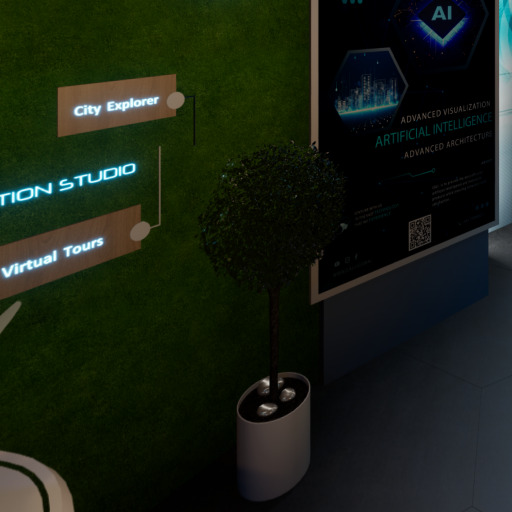 City Explorer
TION STUDIO
Virtual Tours
AI
ADVANCED VISUALIZATION
ARTIFICIAL INTELLIGENCE
ADVANCED ARCHITECTURE